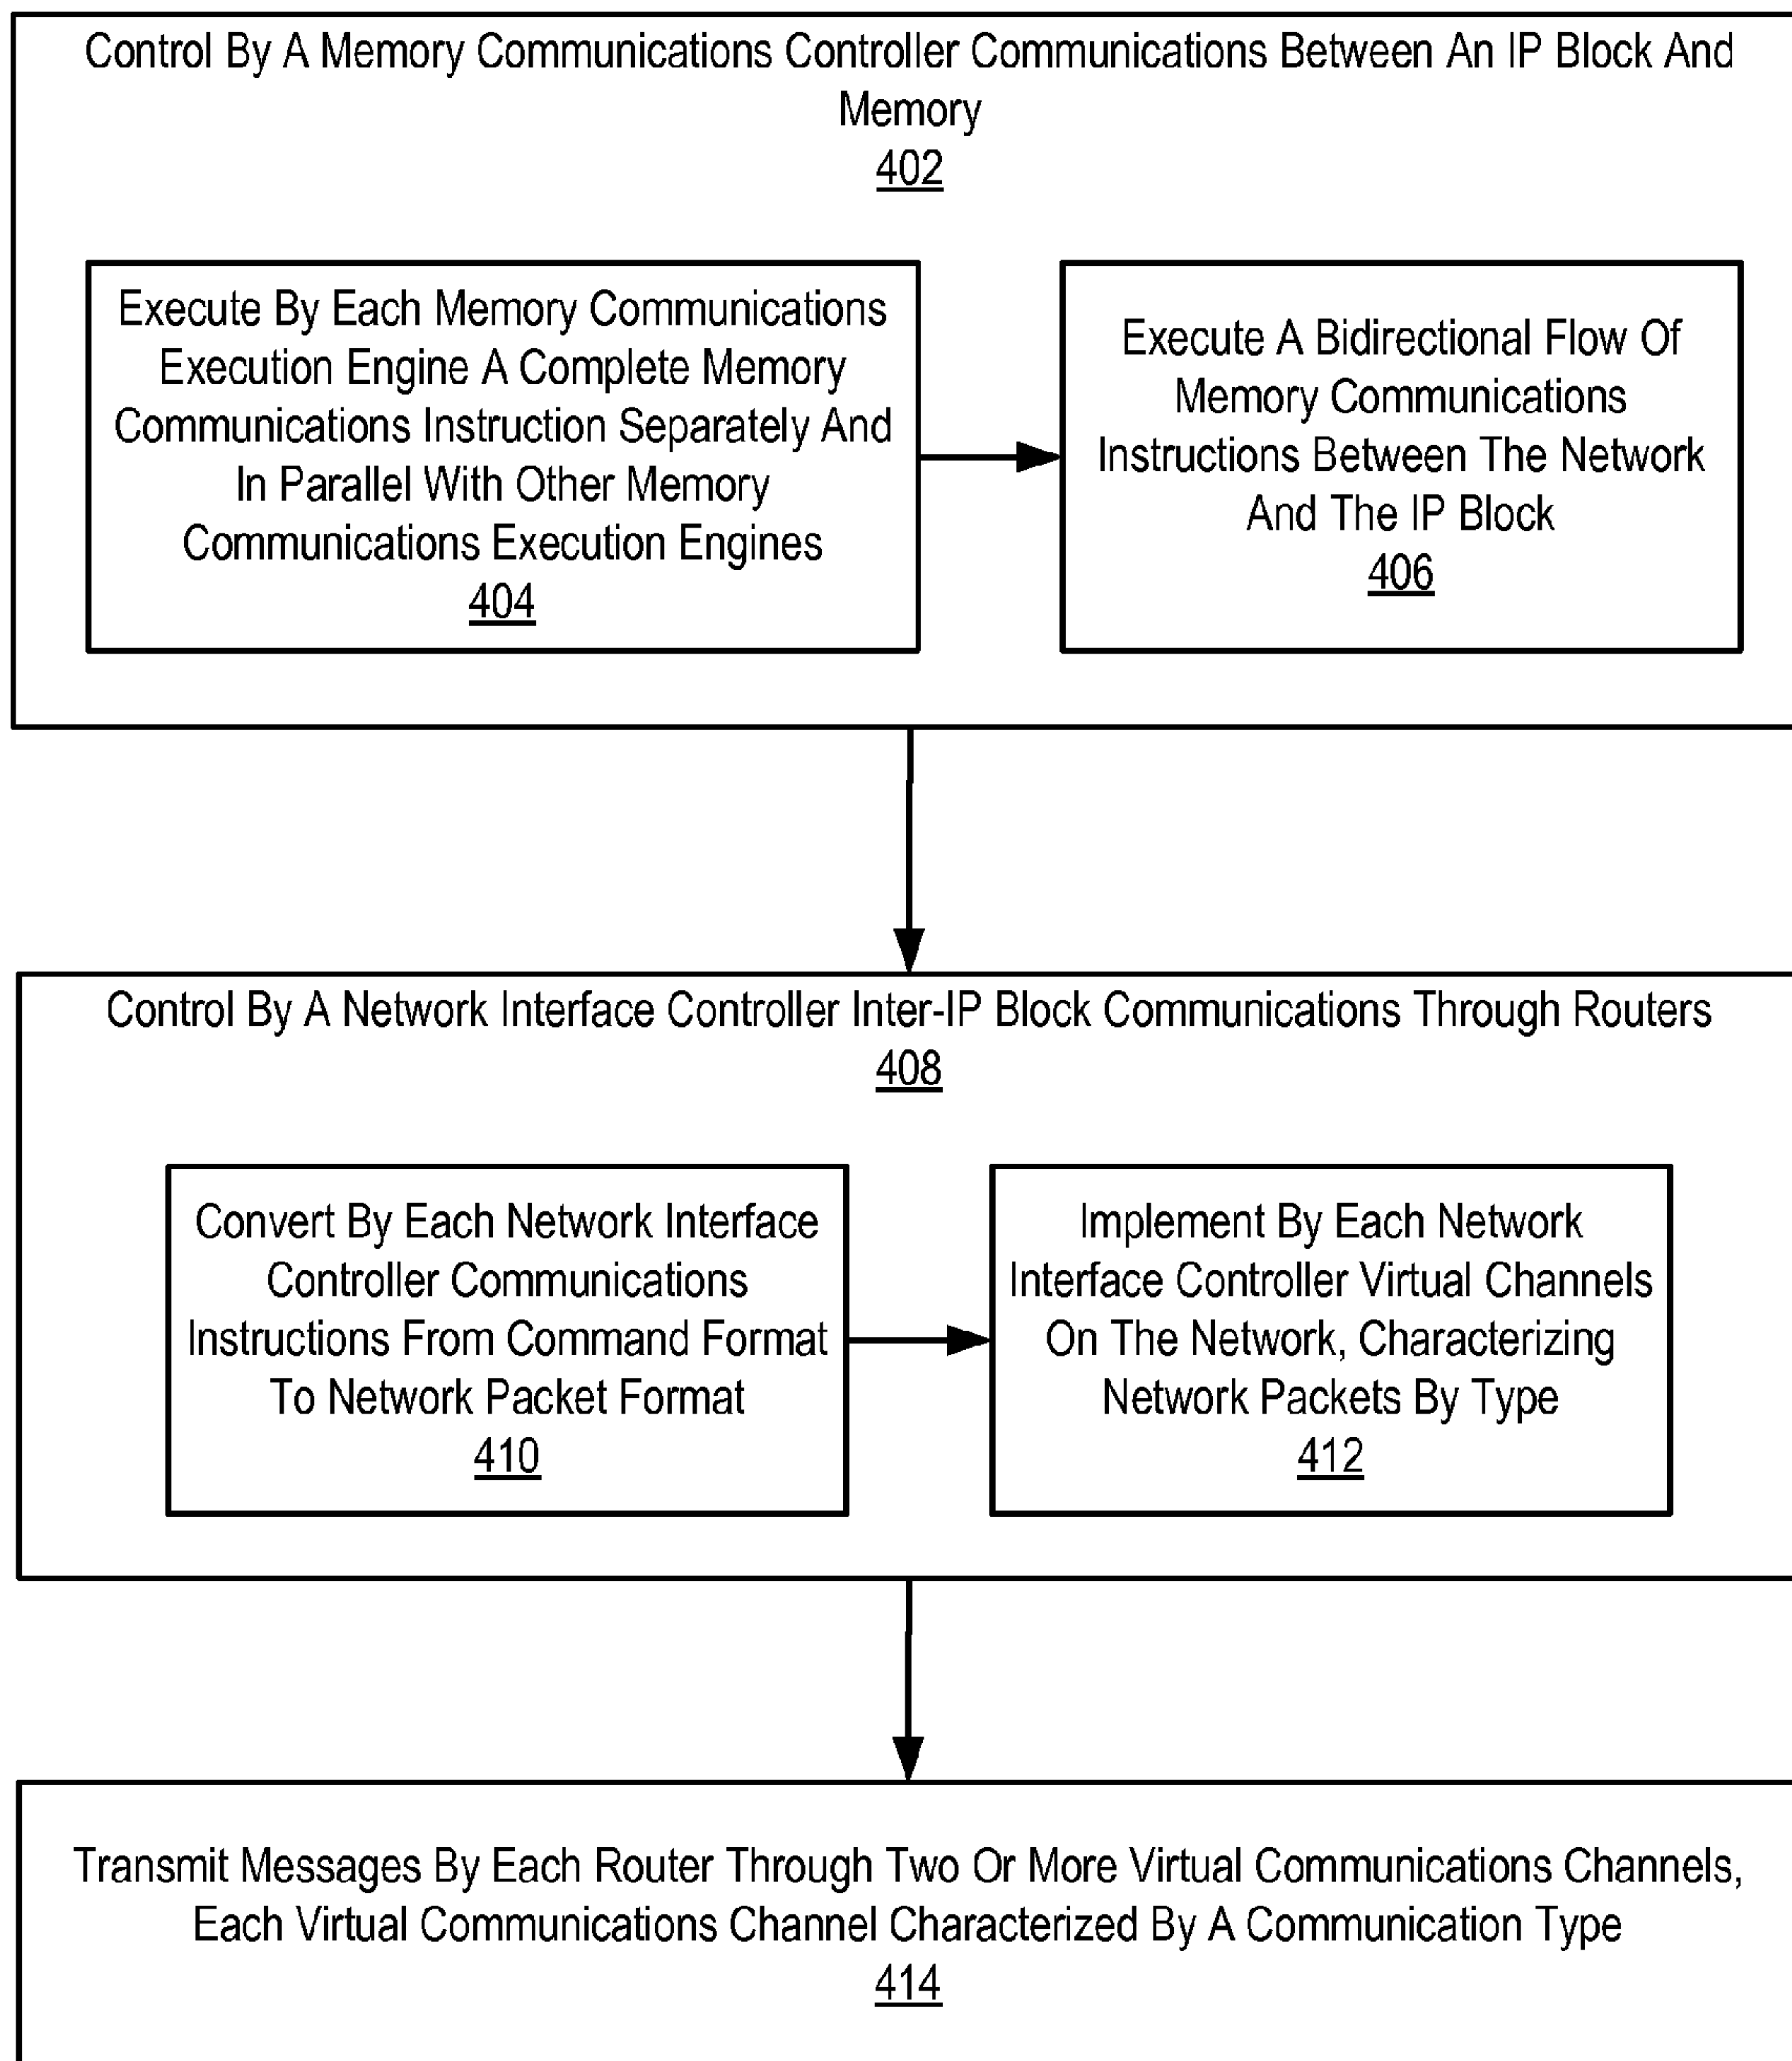 Control By A Memory Communications Controller Communications Between An IP Block And
Memory
402
Execute By Each Memory Communications
Execution Engine A Complete Memory
Communications Instruction Separately And
In Parallel With Other Memory
Communications Execution Engines
404
Execute A Bidirectional Flow Of
Memory Communications
Instructions Between The Network
And The IP Block
406
Control By A Network Interface Controller Inter-IP Block Communications Through Routers
408
Convert By Each Network Interface
Controller Communications
Instructions From Command Format
To Network Packet Format
410
Implement By Each Network
Interface Controller Virtual Channels
On The Network, Characterizing
Network Packets By Type
412
Transmit Messages By Each Router Through Two Or More Virtual Communications Channels,
Each Virtual Communications Channel Characterized By A Communication Type
414